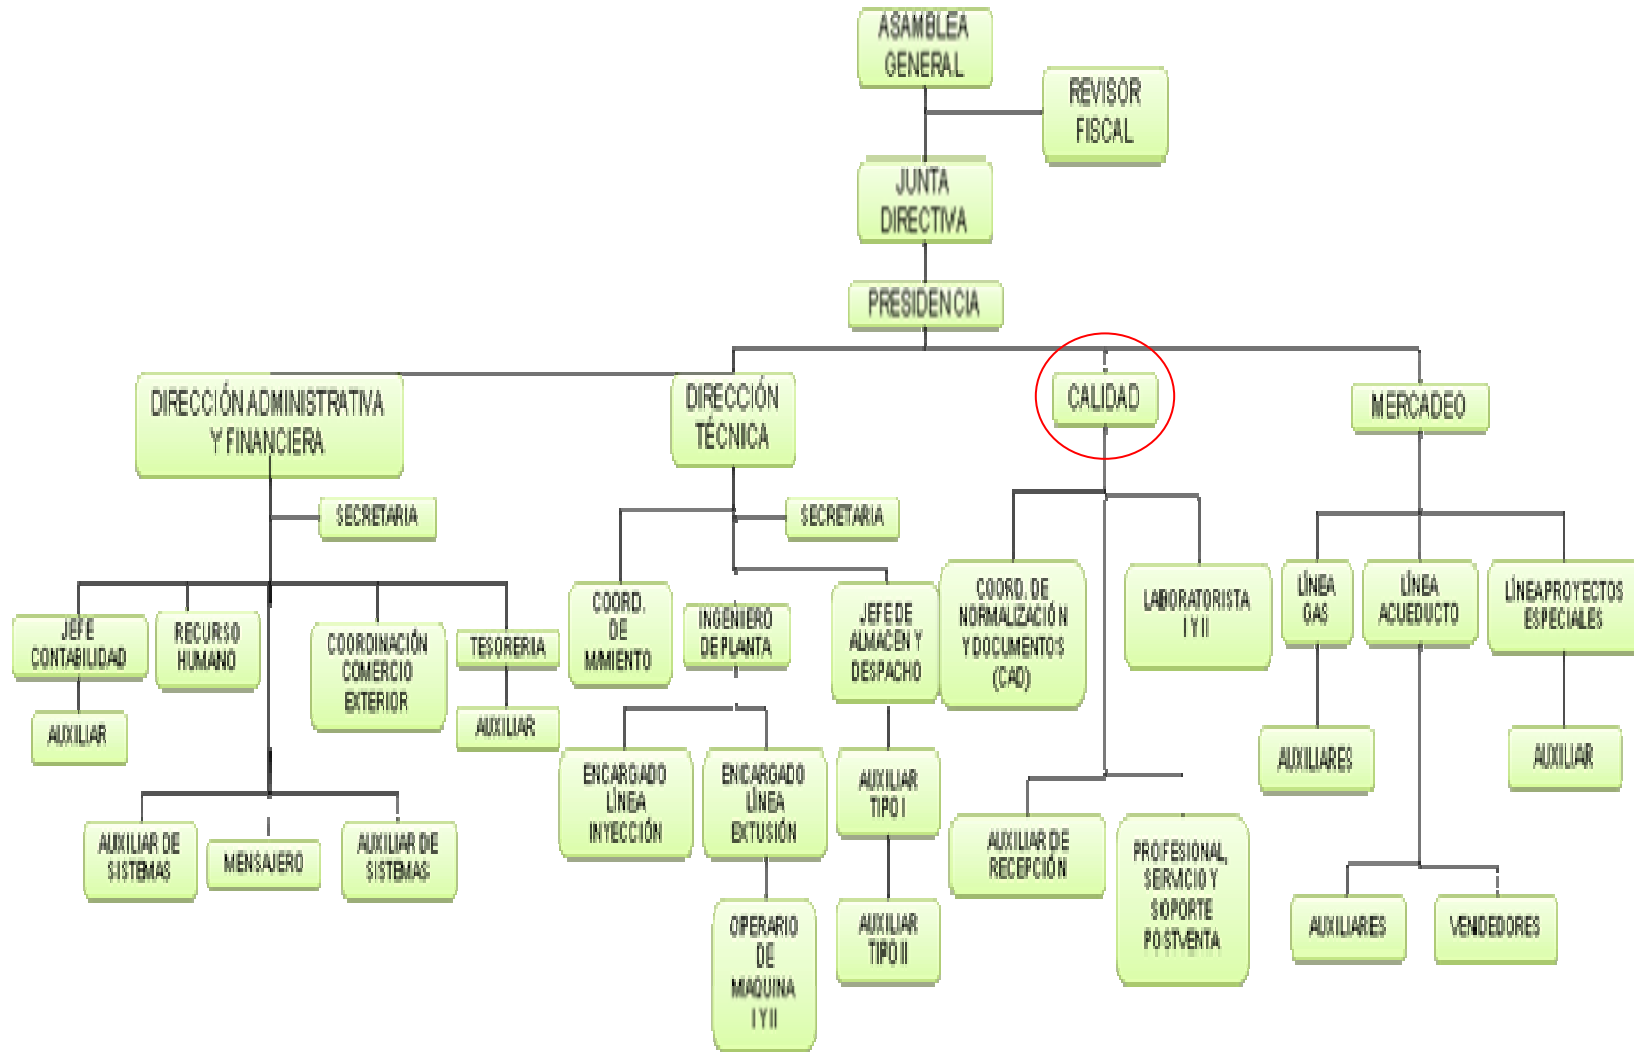 ASAMBLEA
GENERAL
REVISOR
FISCAL
JUNTA
DIRECTIVA
PRESIDENCIA
DIRECCIÓN ADMINISTRATIVA
Y FINANCIERA
DIRECCIÓN
TÉCNICA
CALIDAD
MERCADEO
SECRETARIA
SECRETARIA
JEFE
CONTABILIDAD
RECURSO
HUMANO
COORDINACIÓN
COMERCIO
EXTERIOR
TESORERIA
AUXILIAR
AUXILIAR
AUXILIAR DE
SISTEMAS
MENSAJERO
AUXILIAR DE
SISTEMAS
COORD.
DE
M/MIENTO
INGENIERO
DE PLANTA
JEFE DE
ALMACEN Y
DESPACHO
ENCARGADO
LÍNEA
INYECCIÓN
ENCARGADO
LÍNEA
EXTUSIÓN
AUXILIAR
TIPO I
OPERARIO
DE
MAQUINA
I Y II
AUXILIAR
TIPO II
COORD. DE
NORMALIZACIÓN
Y DOCUMENTOS
(CAD)
LABORATORISTA
I Y II
AUXILIAR DE
RECEPCIÓN
PROFESIONAL,
SERVICIO Y
SOPORTE
POSTVENTA
LÍNEA
GAS
LÍNEA
ACUEDUCTO
LÍNEA PROYECTOS
ESPECIALES
AUXILIARES
AUXILIAR
AUXILIARES
VENDEDORES